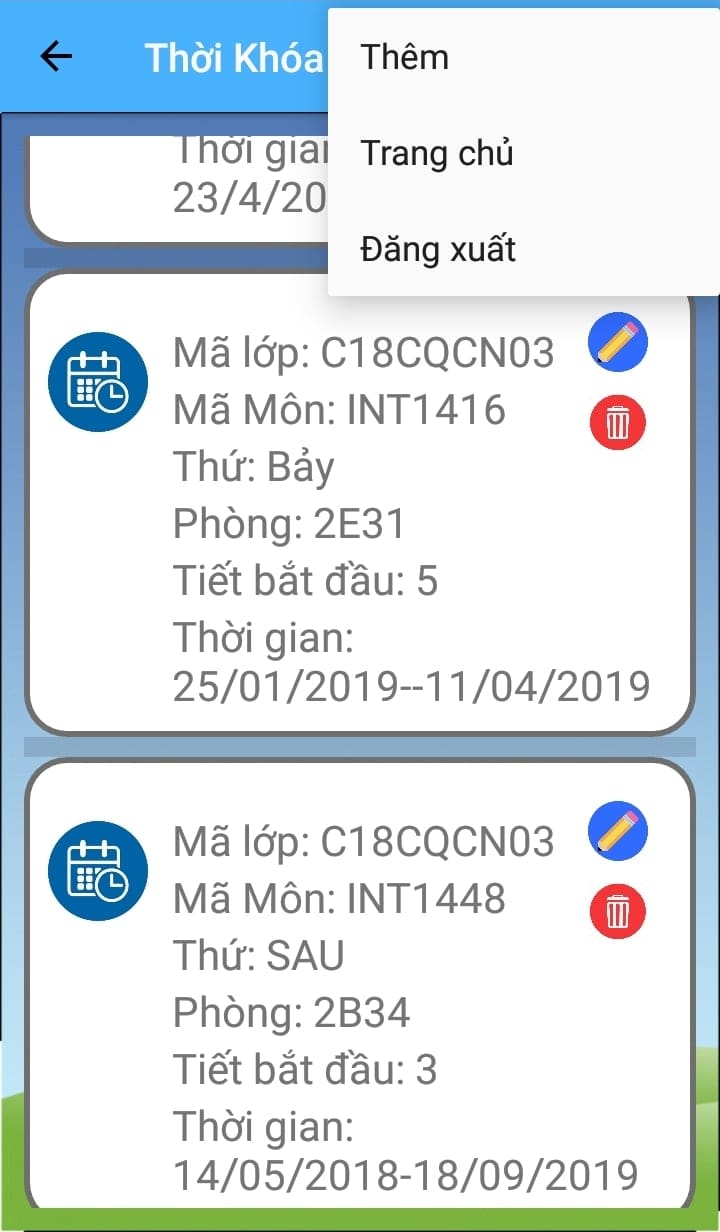 Thời Khóa
Thêm
Trang chủ
Đăng xuất
Thời
23/4/20
Mã lớp: C18CQCN03
Mã Môn: INT1416
Thứ: Bảy
Phòng: 2E31
Tiết bắt đầu: 5
Thời gian:
25/01/2019--11/04/2019
Mã lớp: C18CQCN03
Mã Môn: INT1448
Thứ: SAU
Phòng: 2B34
Tiết bắt đầu: 3
Thời gian:
14/05/2018-18/09/2019